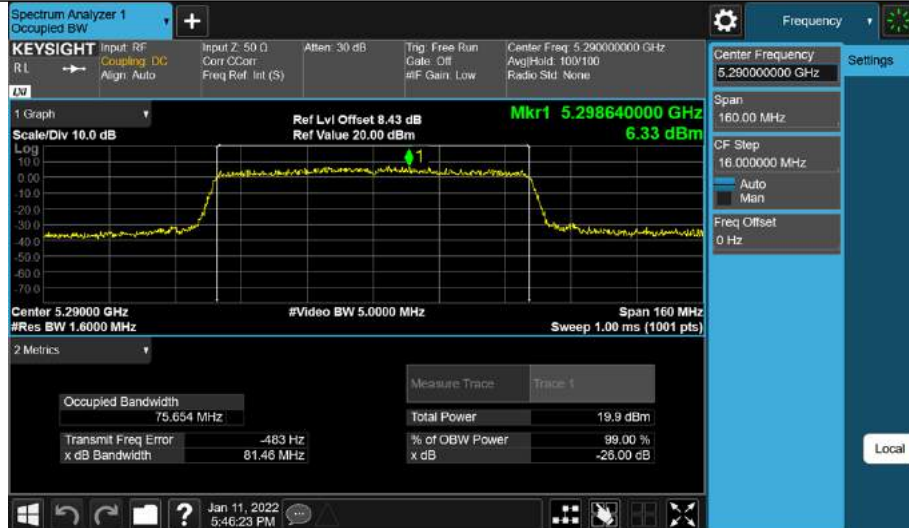 Spectrum Analyzer 1
Occupied BW
Frequency
KEYSIGHT
RL
LXI
Input: RF
Coupling: DC
Align: Auto
Input Z: 50 Ω
Corr CCorr
Freq Ref: Int (S)
Atten: 30 dB
Trig: Free Run
Gate: Off
#IF Gain: Low
Center Freq: 5.290000000 GHz
Avg|Hold: 100/100
Radio Std: None
Center Frequency
5.290000000 GHz
Settings
Span
160.00 MHz
CF Step
16.000000 MHz
Auto
Man
Freq Offset
0 Hz
Local
1 Graph
Scale/Div 10.0 dB
Ref Lvl Offset 8.43 dB
Ref Value 20.00 dBm
Mkr1 5.298640000 GHz
6.33 dBm
Log
10.0
0.00
-10.0
-20.0
-30.0
-40.0
-50.0
-60.0
-70.0
1
Center 5.29000 GHz
#Res BW 1.6000 MHz
#Video BW 5.0000 MHz
Span 160 MHz
Sweep 1.00 ms (1001 pts)
2 Metrics
Measure Trace
Trace 1
Occupied Bandwidth
75.654 MHz
Total Power
19.9 dBm
Transmit Freq Error
-483 Hz
% of OBW Power
99.00 %
x dB Bandwidth
81.46 MHz
x dB
-26.00 dB
?
Jan 11, 2022
5:46:23 PM